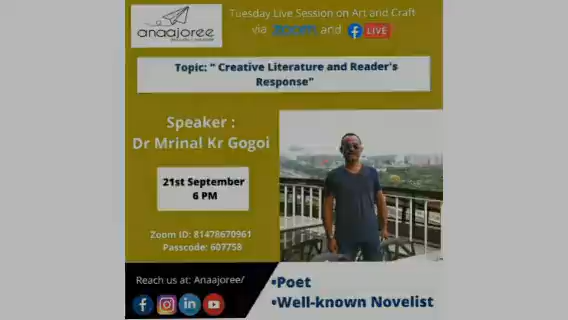 anaajoree
Tuesday Live Session on Art and Craft
via zoom and f LIVE
Topic: " Creative Literature and Reader's
Response"
Speaker :
Dr Mrinal Kr Gogoi
21st September
6 PM
Zoom ID: 81478670961
Passcode: 607758
Reach us at: Anaajoree/
•Poet
•Well-known Novelist